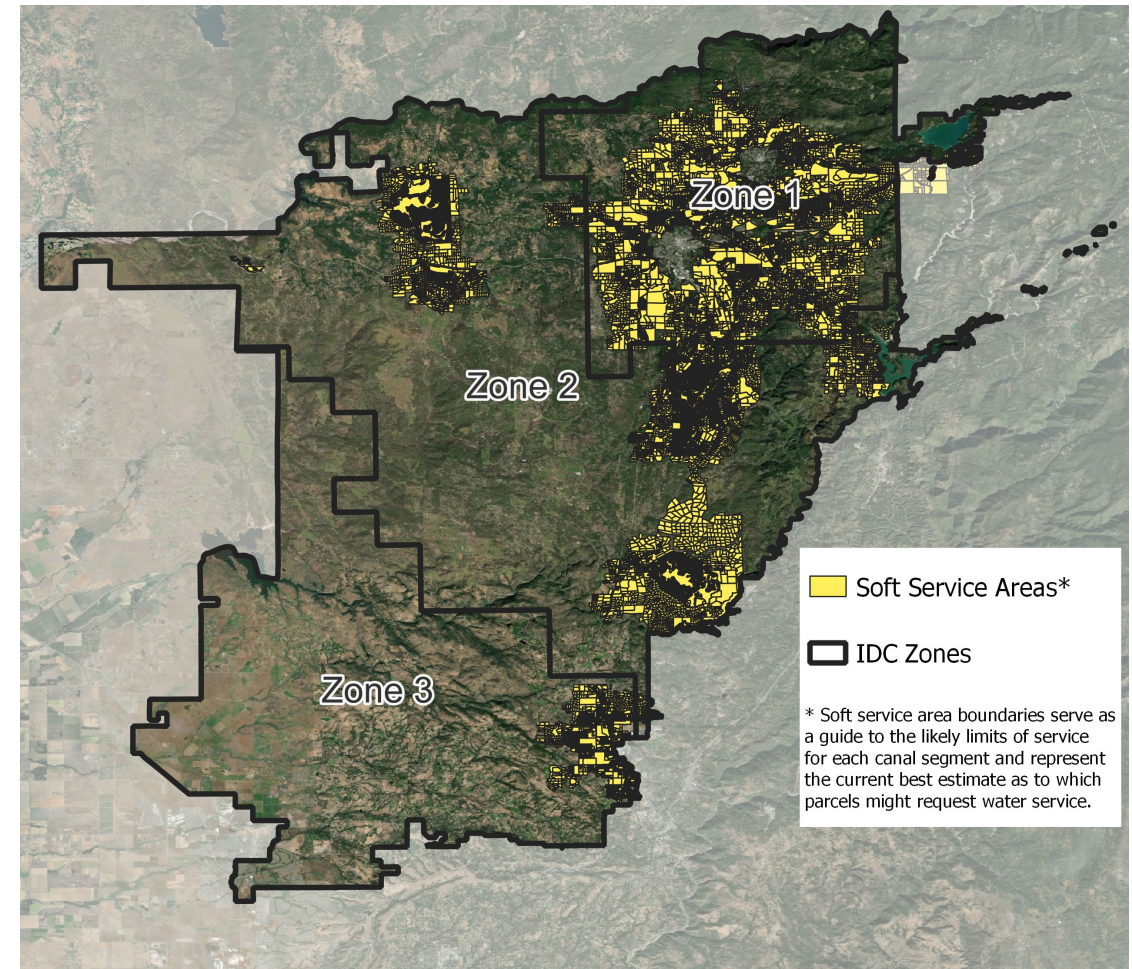 Zone 1
Zone 2
Zone 3
Soft Service Areas*
IDC Zones
* Soft service area boundaries serve as
a guide to the likely limits of service
for each canal segment and represent
the current best estimate as to which
parcels might request water service.